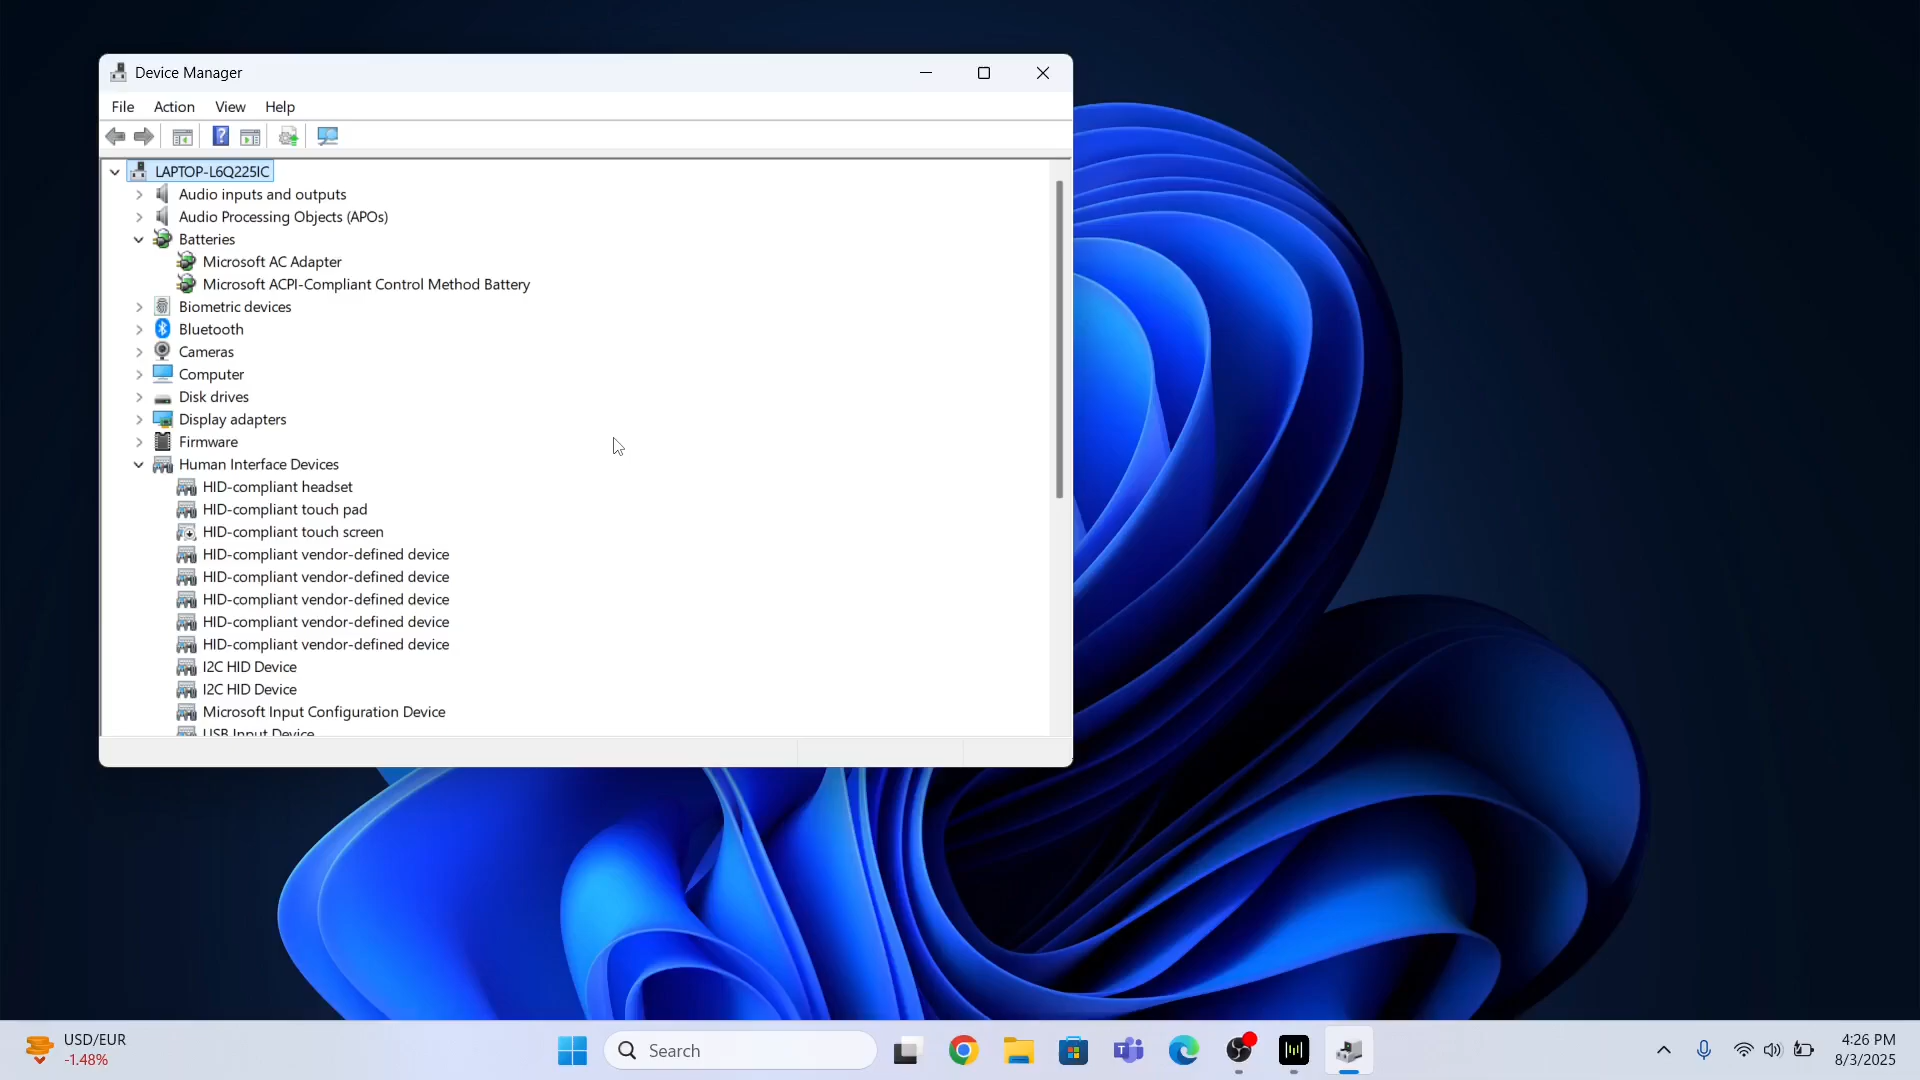 Device Manager
File Action View Help
LAPTOP-L6Q225IC
Audio inputs and outputs
Audio Processing Objects (APOs)
Batteries
Microsoft AC Adapter
Microsoft ACPI-Compliant Control Method Battery
Biometric devices
Bluetooth
Cameras
Computer
Disk drives
Display adapters
Firmware
Human Interface Devices
HID-compliant headset
HID-compliant touch pad
HID-compliant touch screen
HID-compliant vendor-defined device
HID-compliant vendor-defined device
HID-compliant vendor-defined device
HID-compliant vendor-defined device
HID-compliant vendor-defined device
I2C HID Device
I2C HID Device
Microsoft Input Configuration Device
USB Input Device
USD/EUR
-1.48%
Search
4:26 PM
8/3/2025